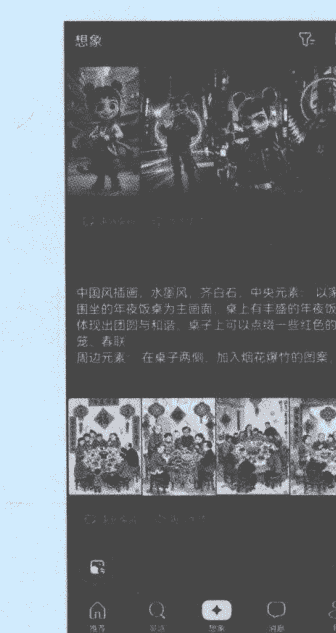 想象
中国风插画，水墨风，齐白石，中央元素： 以家
围坐的年夜饭桌为主画面，桌上有丰盛的年夜饭
体现出团圆与和谐，桌子上可以点缀一些红色的
笼、春联
周边元素： 在桌子两侧，加入烟花爆竹的图案，
推荐
想象
消息